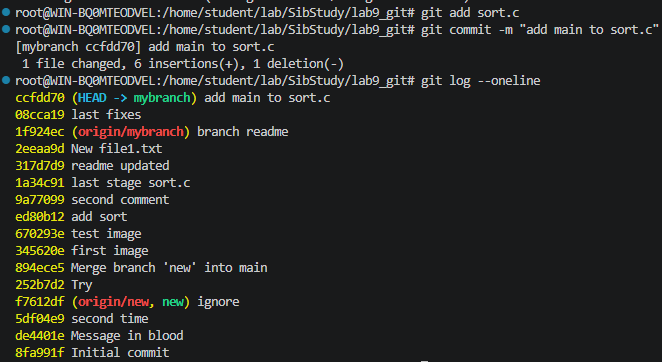 root@WIN-BQ0MTEODVEL:/home/student/lab/SibStudy/lab9_git# git add sort.c
root@WIN-BQ0MTEODVEL:/home/student/lab/SibStudy/lab9_git# git commit -m "add main to sort.c"
[mybranch ccfdd70] add main to sort.c
 1 file changed, 6 insertions(+), 1 deletion(-)
root@WIN-BQ0MTEODVEL:/home/student/lab/SibStudy/lab9_git# git log --oneline
ccfdd70 (HEAD -> mybranch) add main to sort.c
08cca19 last fixes
1f924ec (origin/mybranch) branch readme
2eeaa9d New file1.txt
317d7d9 readme updated
1a34c91 last stage sort.c
9a77099 second comment
ed80b12 add sort
670293e test image
345620e first image
894ece5 Merge branch 'new' into main
252b7d2 Try
f7612df (origin/new, new) ignore
5df04e9 second time
de4401e Message in blood
8fa991f Initial commit